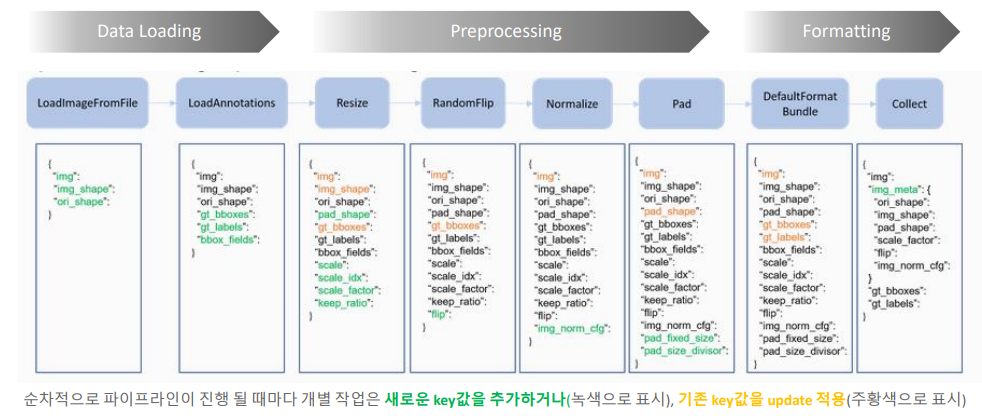 Data Loading
Preprocessing
Formatting
LoadImageFromFile
LoadAnnotations
Resize
RandomFlip
Normalize
Pad
DefaultFormat
Bundle
Collect
{
"img":
"img_shape":
"ori_shape":
}
{
"img":
"img_shape":
"ori_shape":
"gt_bboxes":
"gt_labels":
"bbox_fields":
}
{
"img":
"img_shape":
"ori_shape":
"pad_shape":
"gt_bboxes":
"gt_labels":
"bbox_fields":
"scale":
"scale_idx":
"scale_factor":
"keep_ratio":
}
{
"img":
"img_shape":
"ori_shape":
"pad_shape":
"gt_bboxes":
"gt_labels":
"bbox_fields":
"scale":
"scale_idx":
"scale_factor":
"keep_ratio":
"flip":
}
{
"img":
"img_shape":
"ori_shape":
"pad_shape":
"gt_bboxes":
"gt_labels":
"bbox_fields":
"scale":
"scale_idx":
"scale_factor":
"keep_ratio":
"flip":
"img_norm_cfg":
}
{
"img":
"img_shape":
"ori_shape":
"pad_shape":
"gt_bboxes":
"gt_labels":
"bbox_fields":
"scale":
"scale_idx":
"scale_factor":
"keep_ratio":
"flip":
"img_norm_cfg":
"pad_fixed_size":
"pad_size_divisor":
}
{
"img":
"img_shape":
"ori_shape":
"pad_shape":
"gt_bboxes":
"gt_labels":
"bbox_fields":
"scale":
"scale_idx":
"scale_factor":
"keep_ratio":
"flip":
"img_norm_cfg":
"pad_fixed_size":
"pad_size_divisor":
}
{
"img":
"img_meta": {
"ori_shape":
"img_shape":
"pad_shape":
"scale_factor":
"flip":
"img_norm_cfg":
}
"gt_bboxes":
"gt_labels":
}
순차적으로 파이프라인이 진행 될 때마다 개별 작업은 새로운 key값을 추가하거나(녹색으로 표시), 기존 key값을 update 적용(주황색으로 표시)